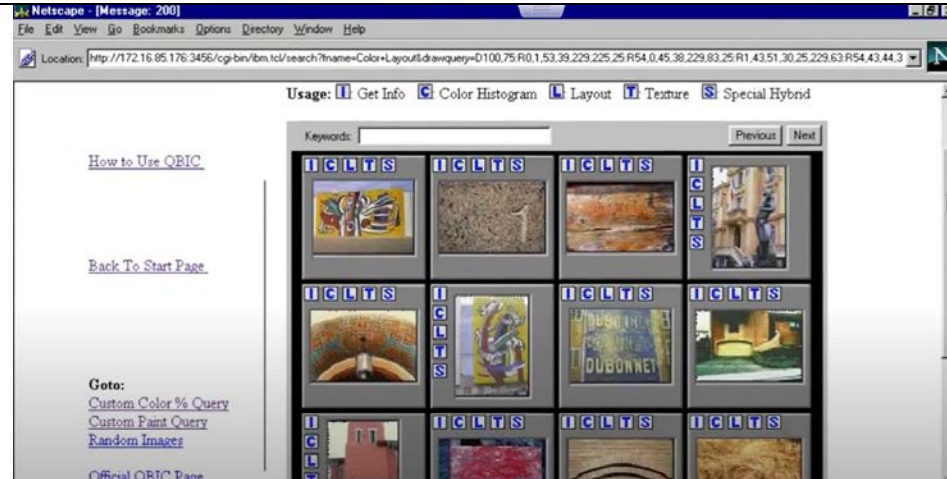 Netscape - [Message: 200]
File Edit View Go Bookmarks Options Directory Window Help
Location: http://172.16.85.176:3456/cgi-bin/ibm.tcl/search?fname=Color+Layout&drawquery=D100,75:R0,1,53,39,229,225,25:R54,0,45,38,229,83,25:R1,43,51,30,25,229,63:R54,43,44,3
N
Usage: I: Get Info C: Color Histogram L: Layout T: Texture S: Special Hybrid
Keywords: Previous Next
How to Use QBIC
I C L T S I C L T S I C L T S I C L T S
Back To Start Page
I C L T S I C L T S I C L T S I C L T S
DUBONNET
DUBONNET
Goto:
Custom Color % Query
Custom Paint Query
Random Images
I C L T I C L T S I C L T S I C L T S
Official QBIC Page